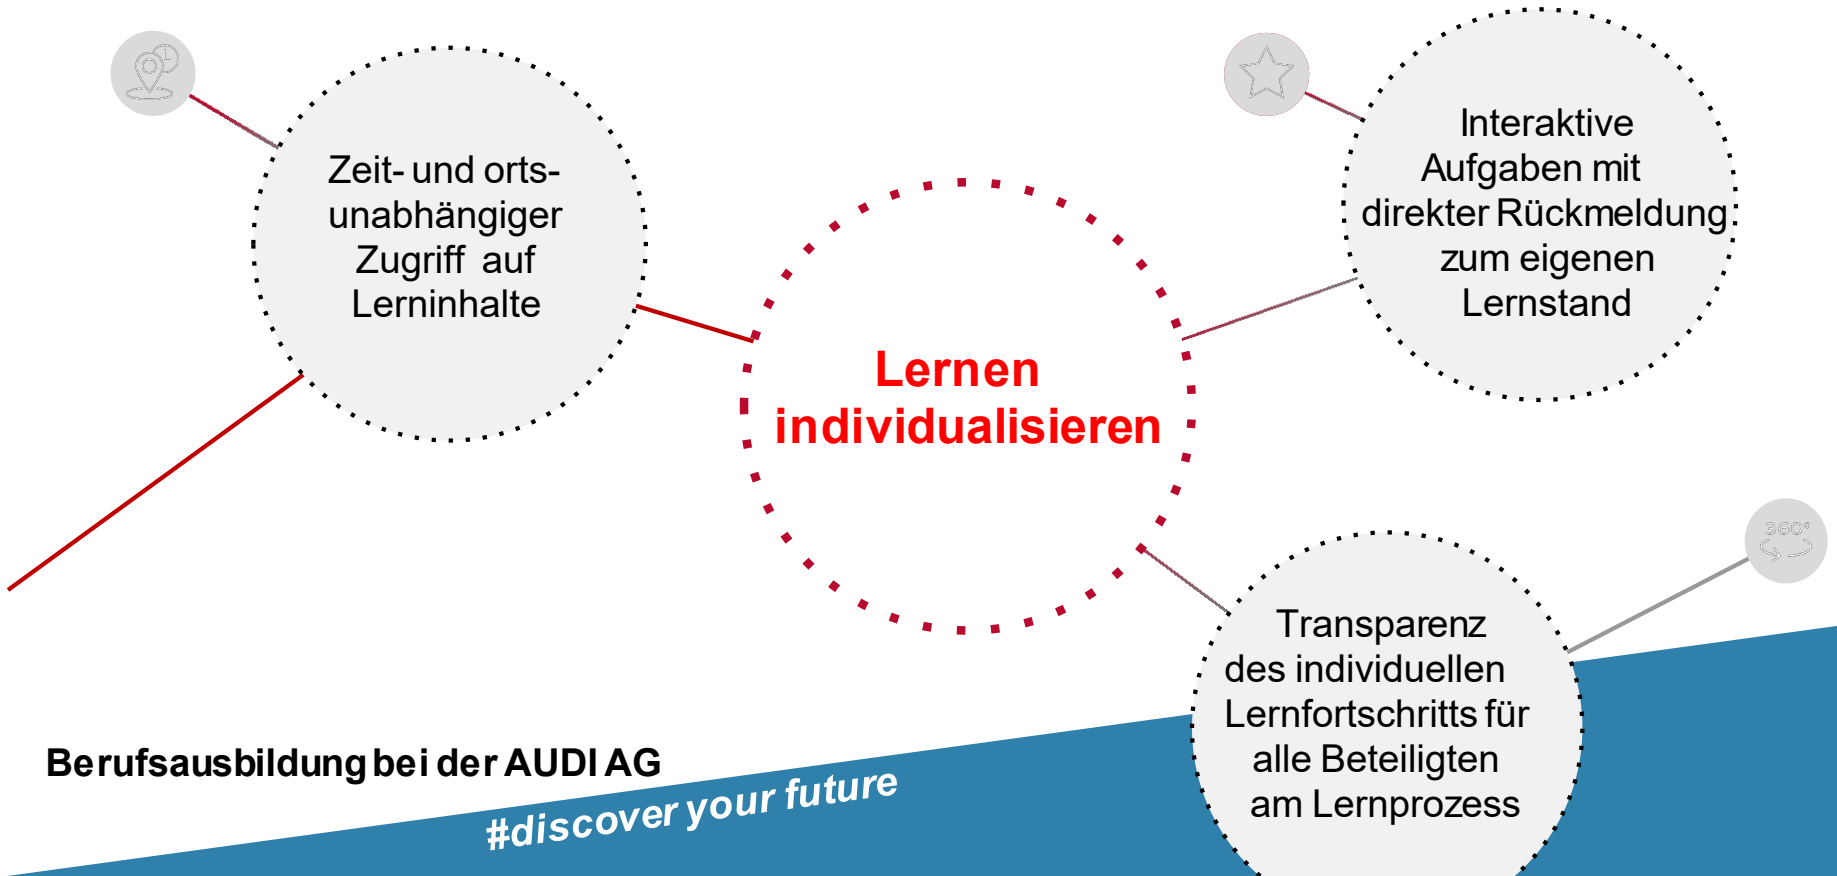 Zeit- und orts-
unabhängiger
Zugriff auf
Lerninhalte
Interaktive
Aufgaben mit
direkter Rückmeldung
zum eigenen
Lernstand
Lernen
individualisieren
360°
Transparenz
des individuellen
Lernfortschritts für
alle Beteiligten
am Lernprozess
Berufsausbildung bei der AUDI AG
#discover your future